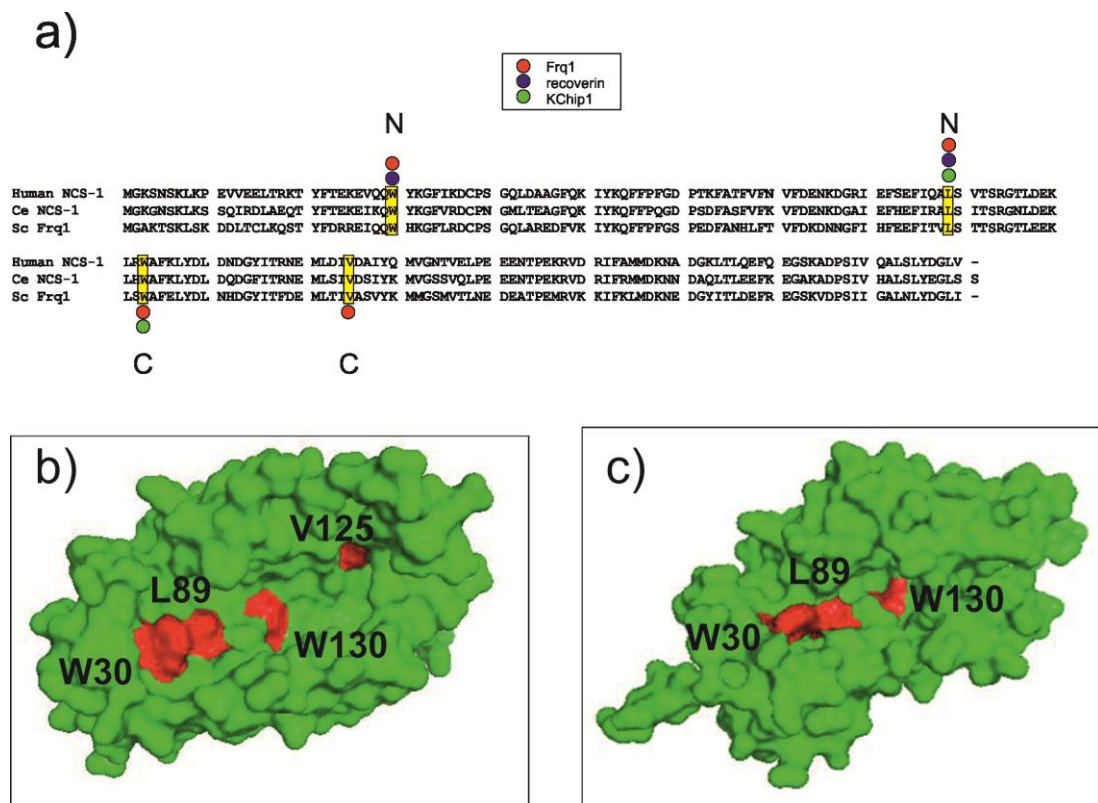 a)
Frq1
recoverin
KChip1
N N
Human NCS-1 MGKSNSKLKP EVVEELTRKT YFTEKEVQQW YKGFIKDCPS GQLDAAGFQK IYKQFFPFGD PTKFATFVFN VFDENKDGRI EFSEFIQALS VTSRGTLDEK
Ce NCS-1 MGKGNSKLKS SQIRDLAEQT YFTEKEIKQW YKGFVRDCPN GMLTEAGFQK IYKQFFPQGD PSDFASFVFK VFDENKDGAI EFHEFIRALS ITSRGNLDEK
Sc Frq1 MGAKTSKLSK DDLTCLKQST YFDRREIQQW HKGFLRDCPS GQLAREDFVK IYKQFFPFGS PEDFANHLFT VFDKDNNGFI HFEEFITVLS TTSRGTLEEK
Human NCS-1 LRWAFKLYDL DNDGYITRNE MLDIVDAIYQ MVGNTVELPE EENTPEKRVD RIFAMMDKNA DGKLTLQEFQ EGSKADPSIV QALSLYDGLV -
Ce NCS-1 LHWAFKLYDL DQDGFITRNE MLSIVDSIYK MVGSSVQLPE EENTPEKRVD RIFRMMDKNN DAQLTLEEFK EGAKADPSIV HALSLYEGLS S
Sc Frq1 LSWAFELYDL NHDGYITFDE MLTIVASVYK MMGSMVTLNE DEATPEMRVK KIFKLMDKNE DGYITLDEFR EGSKVDPSII GALNLYDGLI -
C C
b)
V125
L89
W30
W130
c)
L89
W30
W130